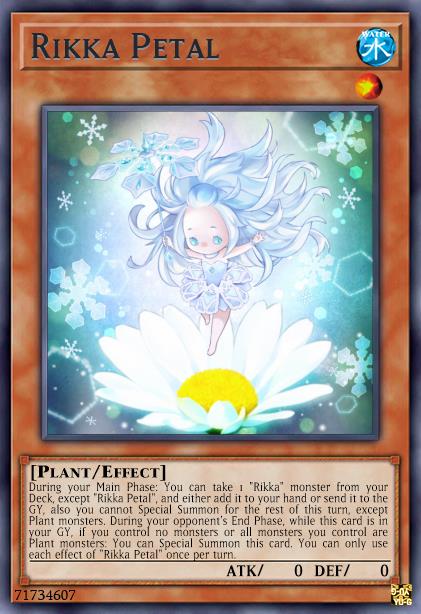 Rikka Petal
WATER
水
[Plant/Effect]
During your Main Phase: You can take 1 "Rikka" monster from your
Deck, except "Rikka Petal", and either add it to your hand or send it to the
GY, also you cannot Special Summon for the rest of this turn, except
Plant monsters. During your opponent's End Phase, while this card is in
your GY, if you control no monsters or all monsters you control are
Plant monsters: You can Special Summon this card. You can only use
each effect of "Rikka Petal" once per turn.
ATK/ 0 DEF/ 0
71734607